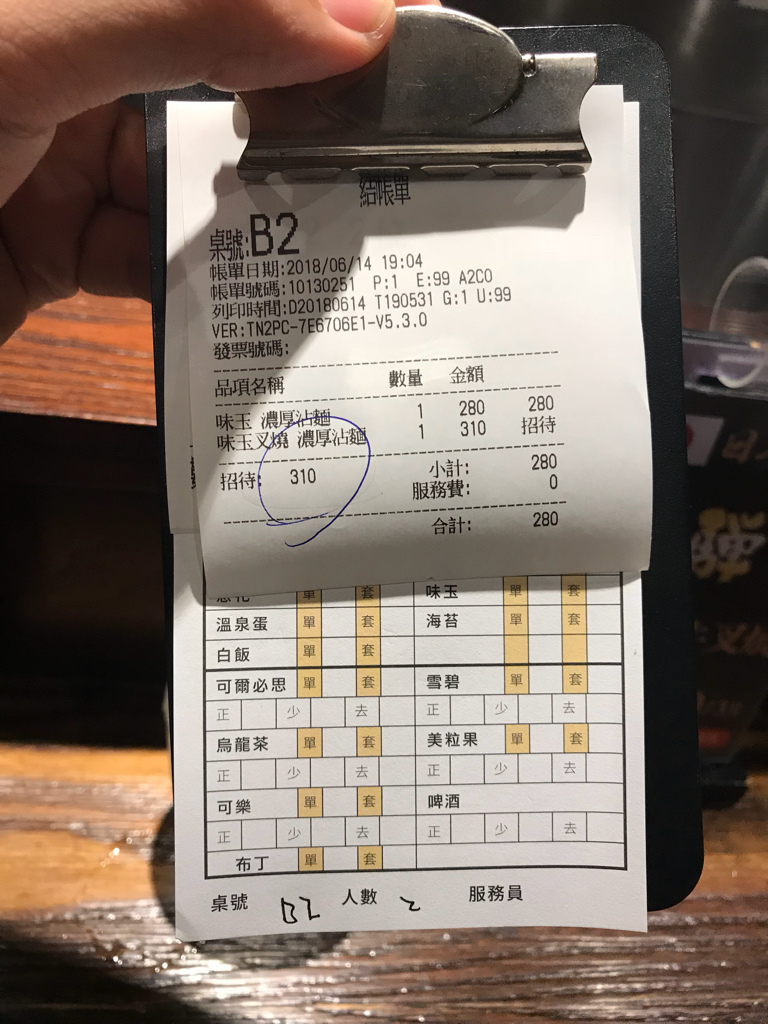 結帳單
桌號:B2
帳單日期:2018/06/14 19:04
帳單號碼:10130251 P:1 E:99 A2C0
列印時間:D20180614 T190531 G:1 U:99
VER:TN2PC-7E6706E1-V5.3.0
發票號碼:
品項名稱 數量 金額
味玉 濃厚沾麵 1 280 280
味玉叉燒 濃厚沾麵 1 310 招待
招待: 310 小計: 280
服務費: 0
合計: 280
單 套 味玉 單 套
溫泉蛋 單 套 海苔 單 套
白飯 單 套
可爾必思 單 套 雪碧 單 套
正 少 去 正 少 去
烏龍茶 單 套 美粒果 單 套
正 少 去 正 少 去
可樂 單 套 啤酒
正 少 去 正 少 去
布丁 單 套
桌號 B2 人數 2 服務員